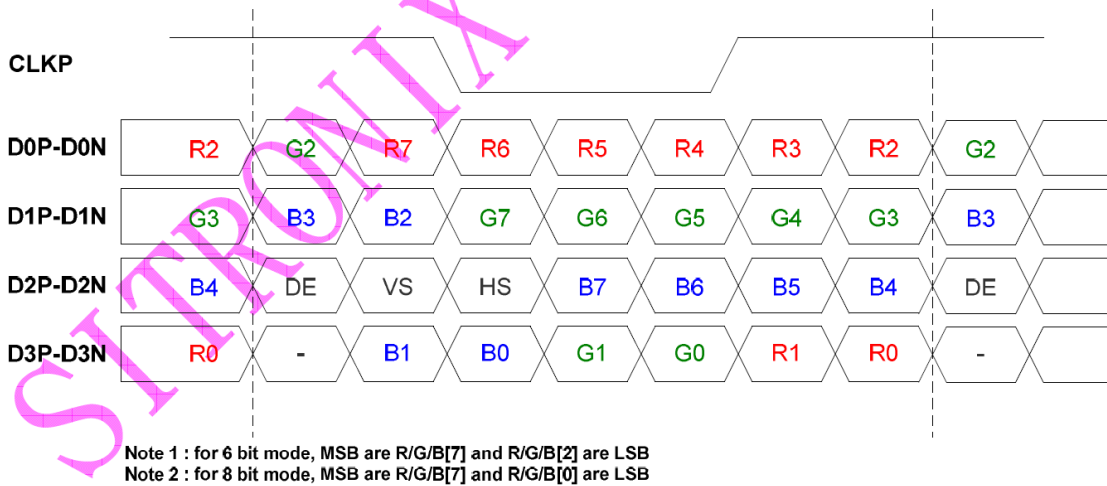 CLKP
D0P-D0N R2 G2 R7 R6 R5 R4 R3 R2 G2
D1P-D1N G3 B3 B2 G7 G6 G5 G4 G3 B3
D2P-D2N B4 DE VS HS B7 B6 B5 B4 DE
D3P-D3N R0 - B1 B0 G1 G0 R1 R0 -
Note 1 : for 6 bit mode, MSB are R/G/B[7] and R/G/B[2] are LSB
Note 2 : for 8 bit mode, MSB are R/G/B[7] and R/G/B[0] are LSB
SITRONIX